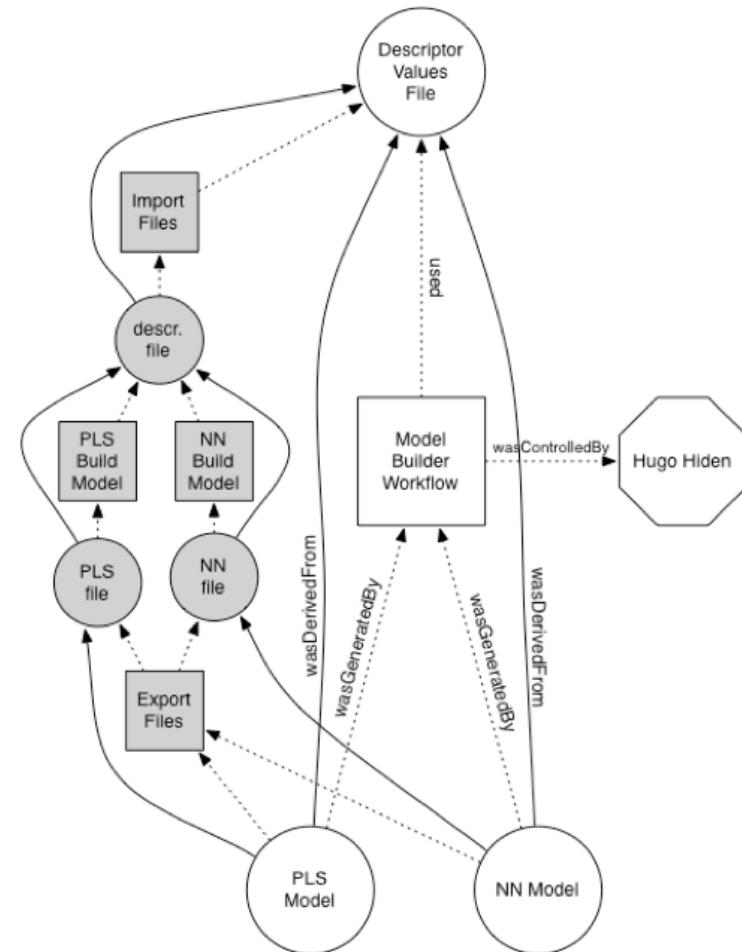 Descriptor
Values
File
Import
Files
used
descr.
file
PLS
Build
Model
NN
Build
Model
Model
Builder
Workflow
wasControlledBy
Hugo Hiden
PLS
file
NN
file
wasDerivedFrom
wasGeneratedBy
wasGeneratedBy
wasDerivedFrom
Export
Files
PLS
Model
NN Model